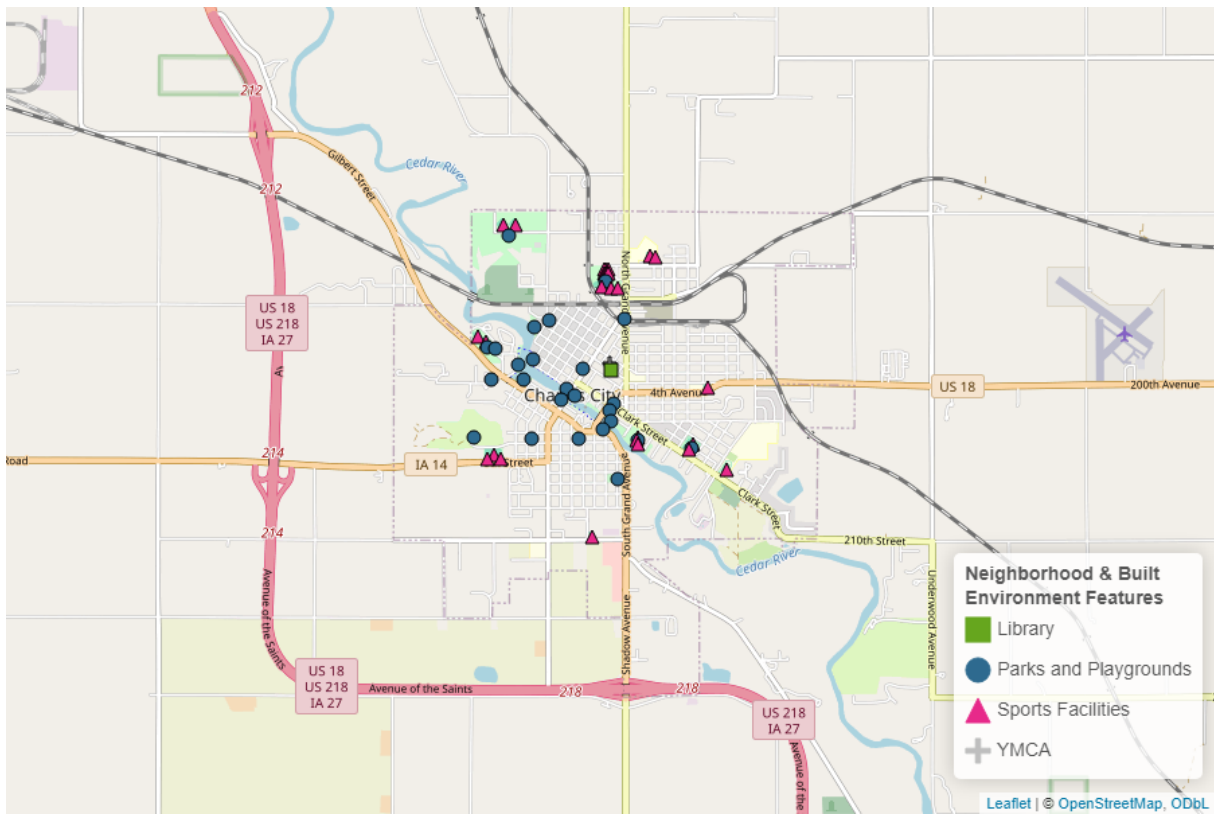 212
Gilbert Street
Cedar River
212
North Grand Avenue
US 18
US 218
IA 27
4th Avenue
US 18
200th Avenue
Clark Street
Road
214
IA 14
Street
Clark Street
South Grand Avenue
214
210th Street
Cedar River
Avenue of the Saints
Shadow Avenue
Underwood Avenue
US 18
US 218
IA 27
Avenue of the Saints
218
218
US 218
IA 27
Avenue of the
Neighborhood & Built
Environment Features
Library
Parks and Playgrounds
Sports Facilities
YMCA
Leaflet | © OpenStreetMap, ODbL